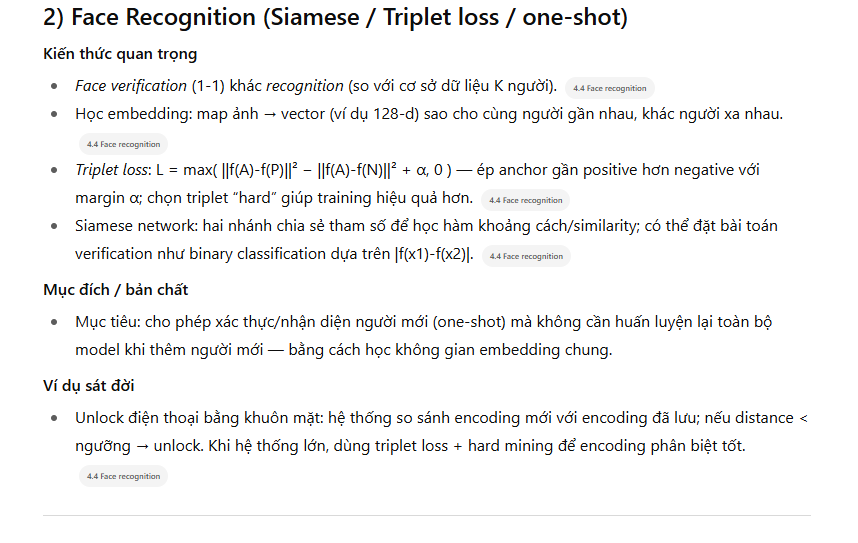 2) Face Recognition (Siamese / Triplet loss / one-shot)
Kiến thức quan trọng
• Face verification (1-1) khác recognition (so với cơ sở dữ liệu K người). 4.4 Face recognition
• Học embedding: map ảnh → vector (ví dụ 128-d) sao cho cùng người gần nhau, khác người xa nhau.
4.4 Face recognition
• Triplet loss: L = max( ||f(A)-f(P)||² − ||f(A)-f(N)||² + α, 0 ) — ép anchor gần positive hơn negative với
margin α; chọn triplet “hard” giúp training hiệu quả hơn. 4.4 Face recognition
• Siamese network: hai nhánh chia sẻ tham số để học hàm khoảng cách/similarity; có thể đặt bài toán
verification như binary classification dựa trên |f(x1)-f(x2)|. 4.4 Face recognition
Mục đích / bản chất
• Mục tiêu: cho phép xác thực/nhận diện người mới (one-shot) mà không cần huấn luyện lại toàn bộ
model khi thêm người mới — bằng cách học không gian embedding chung.
Ví dụ sát đời
• Unlock điện thoại bằng khuôn mặt: hệ thống so sánh encoding mới với encoding đã lưu; nếu distance <
ngưỡng → unlock. Khi hệ thống lớn, dùng triplet loss + hard mining để encoding phân biệt tốt.
4.4 Face recognition